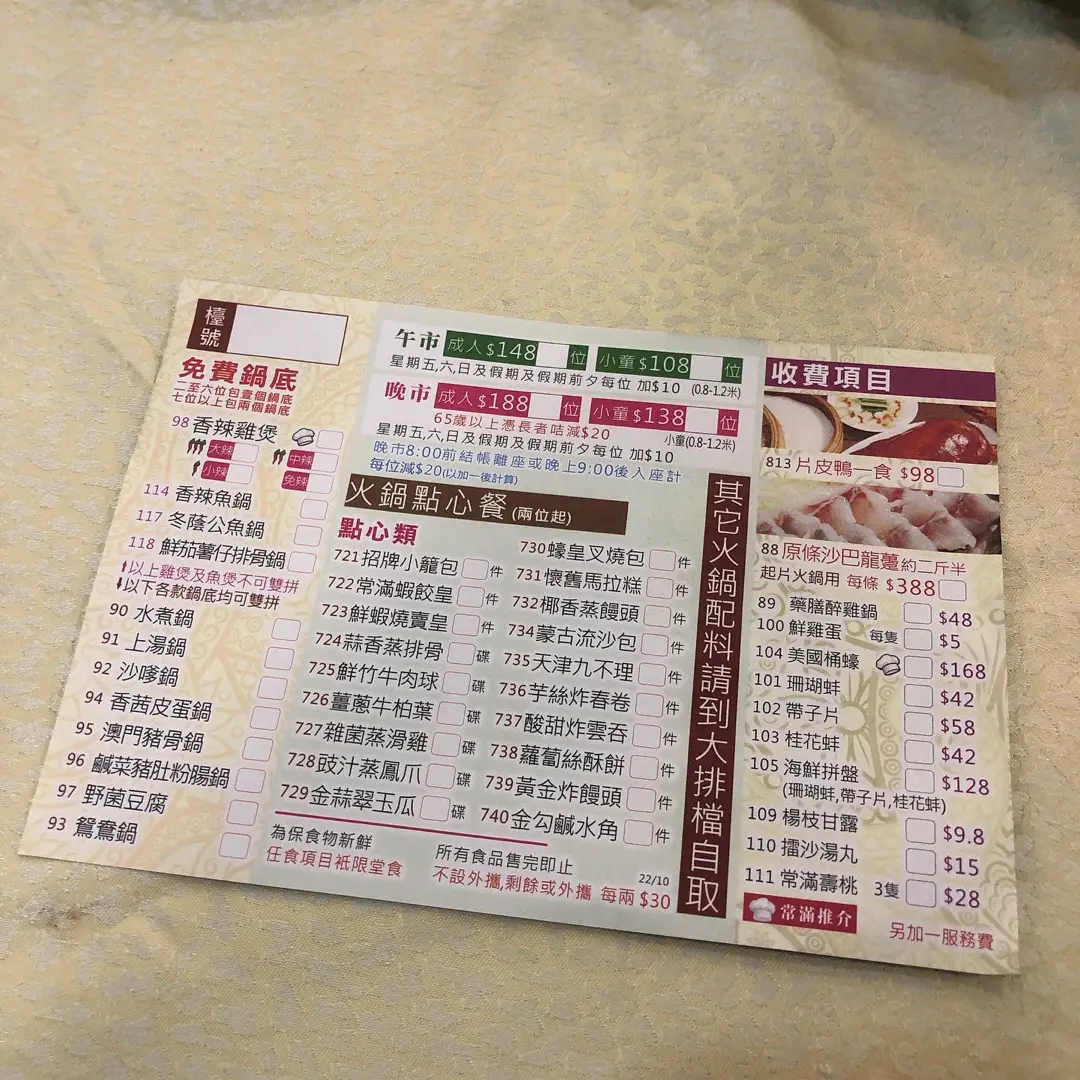 檯號
免費鍋底
二至六位包壹個鍋底
七位以上包兩個鍋底
98 香辣雞煲
大辣 中辣
小辣 免辣
114 香辣魚鍋
117 冬蔭公魚鍋
118 鮮茄薯仔排骨鍋
以上雞煲及魚煲不可雙拼
以下各款鍋底均可雙拼
90 水煮鍋
91 上湯鍋
92 沙嗲鍋
94 香茜皮蛋鍋
95 澳門豬骨鍋
96 鹹菜豬肚粉腸鍋
97 野菌豆腐
93 鴛鴦鍋
午市 成人 $148 位 小童 $108 位
星期五,六,日及假期及假期前夕每位 加$10 (0.8-1.2米)
晚市 成人 $188 位 小童 $138 位
65歲以上憑長者咭減$20 小童(0.8-1.2米)
星期五,六,日及假期及假期前夕每位 加$10
晚市8:00前結帳離座或晚上9:00後入座計
每位減$20(以加一後計算)
火鍋點心餐 (兩位起)
點心類
721 招牌小籠包 件
722 常滿蝦餃皇 件
723 鮮蝦燒賣皇 件
724 蒜香蒸排骨 碟
725 鮮竹牛肉球 碟
726 薑蔥牛柏葉 碟
727 雜菌蒸滑雞 碟
728 豉汁蒸鳳爪 碟
729 金蒜翠玉瓜 碟
730 蠔皇叉燒包 件
731 懷舊馬拉糕 件
732 椰香蒸饅頭 件
734 蒙古流沙包 件
735 天津九不理 件
736 芋絲炸春卷 件
737 酸甜炸雲吞 件
738 蘿蔔絲酥餅 件
739 黃金炸饅頭 件
740 金勾鹹水角 件
為保食物新鮮
任食項目祇限堂食
所有食品售完即止
22/10
不設外攜,剩餘或外攜 每兩 $30
其它火鍋配料請到大排檔自取
收費項目
813 片皮鴨一食 $98
88 原條沙巴龍躉 約二斤半
起片火鍋用 每條 $388
89 藥膳醉雞鍋 $48
100 鮮雞蛋 每隻 $5
104 美國桶蠔 $168
101 珊瑚蚌 $42
102 帶子片 $58
103 桂花蚌 $42
105 海鮮拼盤 $128
(珊瑚蚌,帶子片,桂花蚌)
109 楊枝甘露 $9.8
110 擂沙湯丸 $15
111 常滿壽桃 3隻 $28
常滿推介
另加一服務費